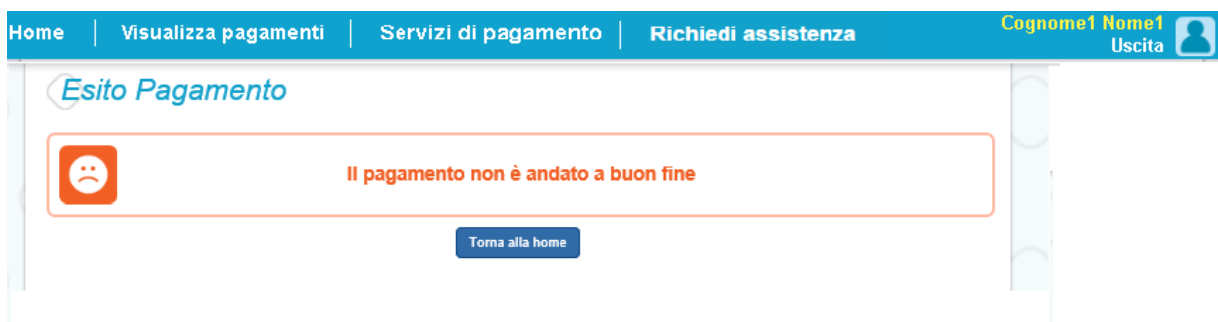 Home | Visualizza pagamenti | Servizi di pagamento | Richiedi assistenza
Cognome1 Nome1
Uscita
Esito Pagamento
Il pagamento non è andato a buon fine
Torna alla home